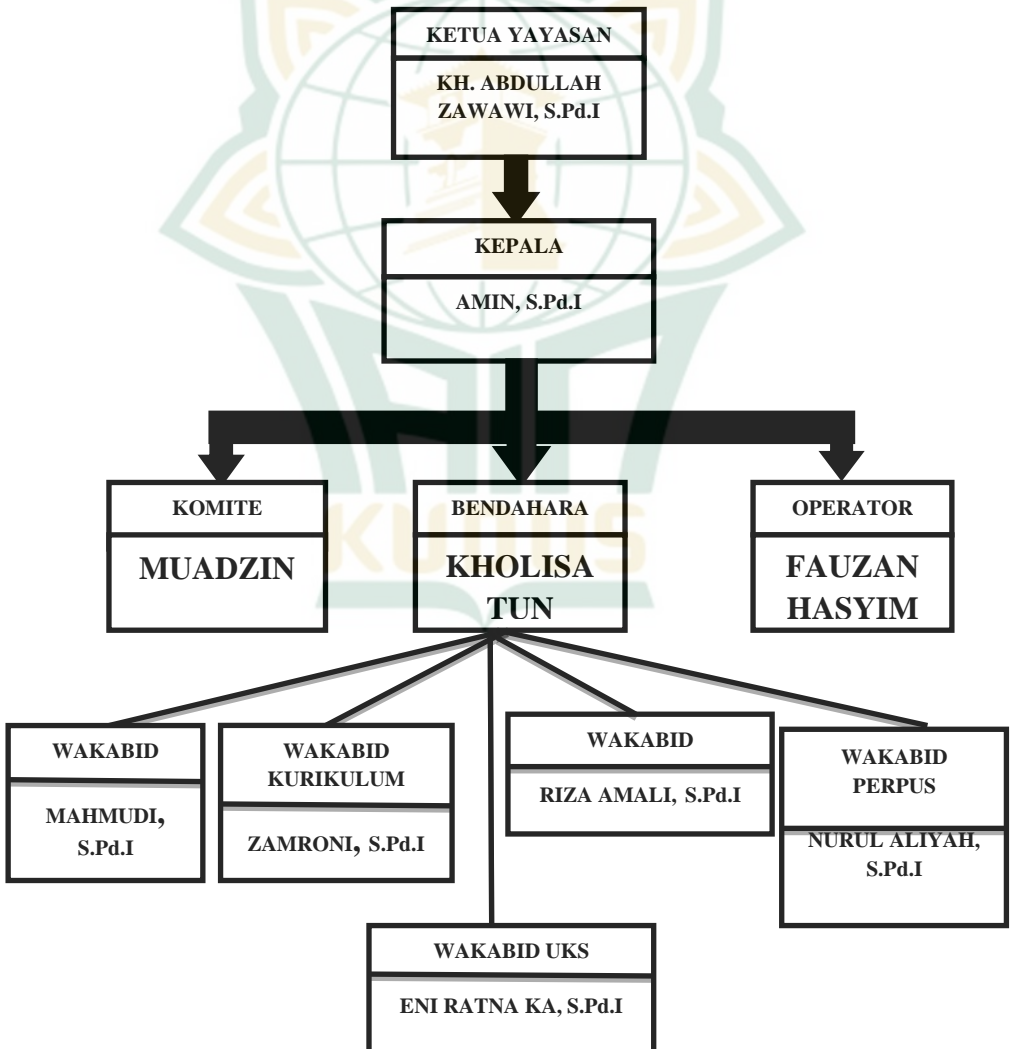 KETUA YAYASAN
KH. ABDULLAH
ZAWAWI, S.Pd.I
KEPALA
AMIN, S.Pd.I
KOMITE
MUADZIN
BENDAHARA
KHOLISA
TUN
OPERATOR
FAUZAN
HASYIM
KUDUS
WAKABID
MAHMUDI,
S.Pd.I
WAKABID
KURIKULUM
ZAMRONI, S.Pd.I
WAKABID
RIZA AMALI, S.Pd.I
WAKABID
PERPUS
NURUL ALIYAH,
S.Pd.I
WAKABID UKS
ENI RATNA KA, S.Pd.I